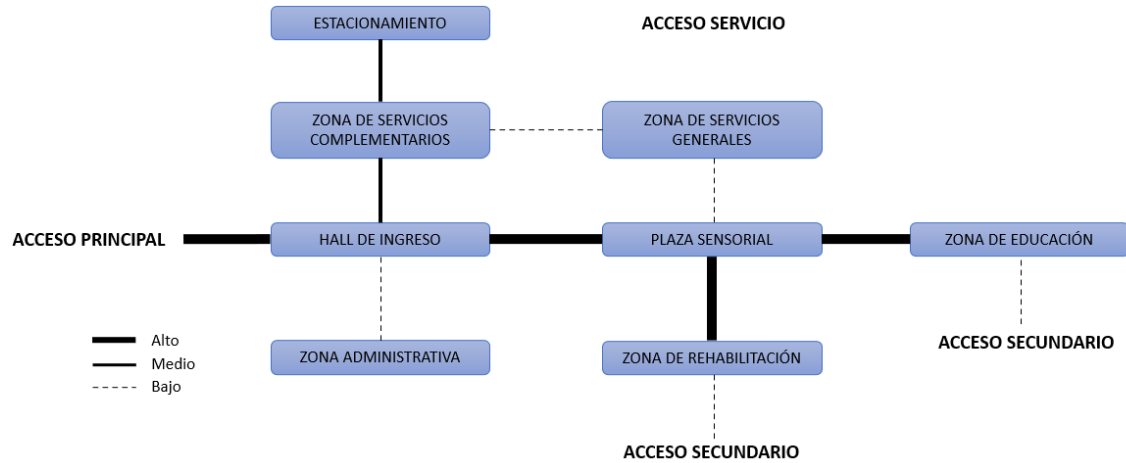 ESTACIONAMIENTO
ACCESO SERVICIO
ZONA DE SERVICIOS
COMPLEMENTARIOS
ZONA DE SERVICIOS
GENERALES
ACCESO PRINCIPAL
HALL DE INGRESO
PLAZA SENSORIAL
ZONA DE EDUCACIÓN
Alto
Medio
Bajo
ZONA ADMINISTRATIVA
ZONA DE REHABILITACIÓN
ACCESO SECUNDARIO
ACCESO SECUNDARIO